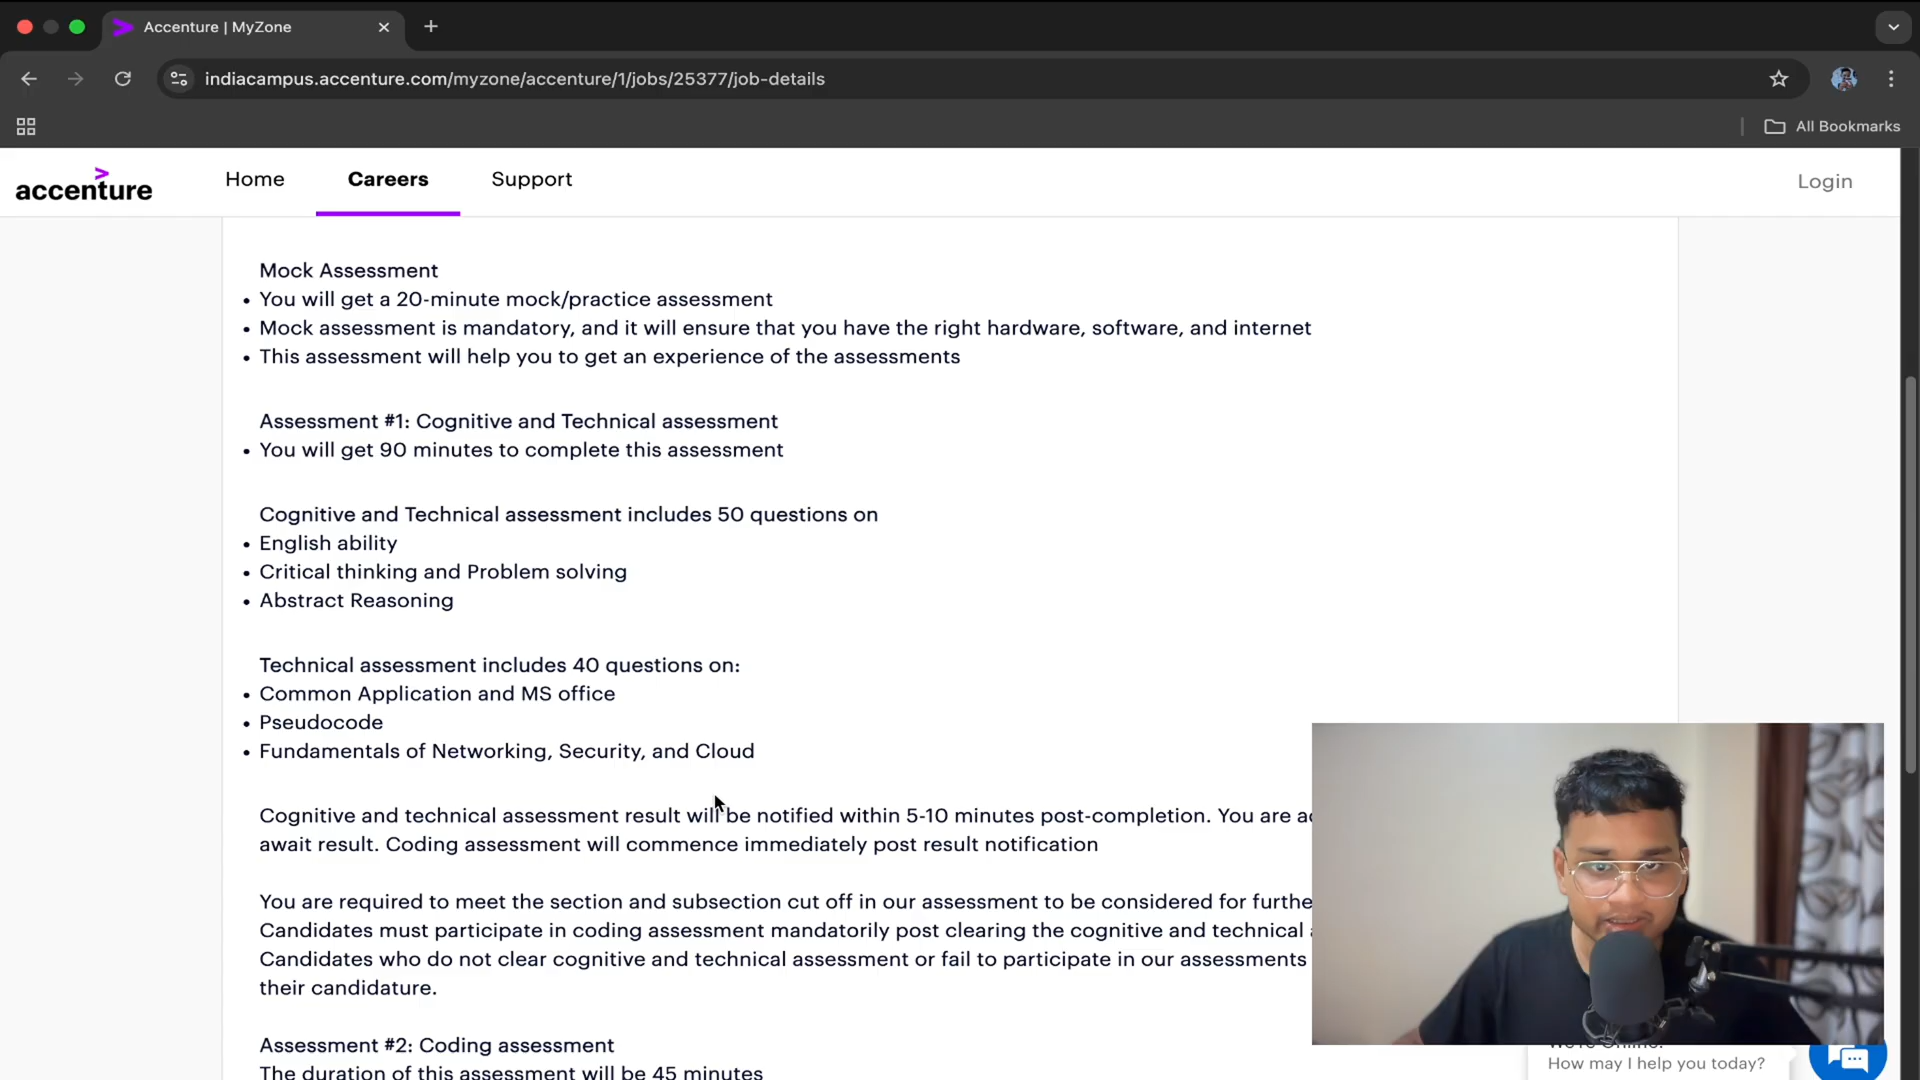 Accenture | MyZone
indiacampus.accenture.com/myzone/accenture/1/jobs/25377/job-details
All Bookmarks
accenture
Home Careers Support
Login
Mock Assessment
• You will get a 20-minute mock/practice assessment
• Mock assessment is mandatory, and it will ensure that you have the right hardware, software, and internet
• This assessment will help you to get an experience of the assessments
Assessment #1: Cognitive and Technical assessment
• You will get 90 minutes to complete this assessment
Cognitive and Technical assessment includes 50 questions on
• English ability
• Critical thinking and Problem solving
• Abstract Reasoning
Technical assessment includes 40 questions on:
• Common Application and MS office
• Pseudocode
• Fundamentals of Networking, Security, and Cloud
Cognitive and technical assessment result will be notified within 5-10 minutes post-completion. You are
await result. Coding assessment will commence immediately post result notification
You are required to meet the section and subsection cut off in our assessment to be considered for
Candidates must participate in coding assessment mandatorily post clearing the cognitive and technical
Candidates who do not clear cognitive and technical assessment or fail to participate in our assessments
their candidature.
Assessment #2: Coding assessment
The duration of this assessment will be 45 minutes
We're Online!
How may I help you today?